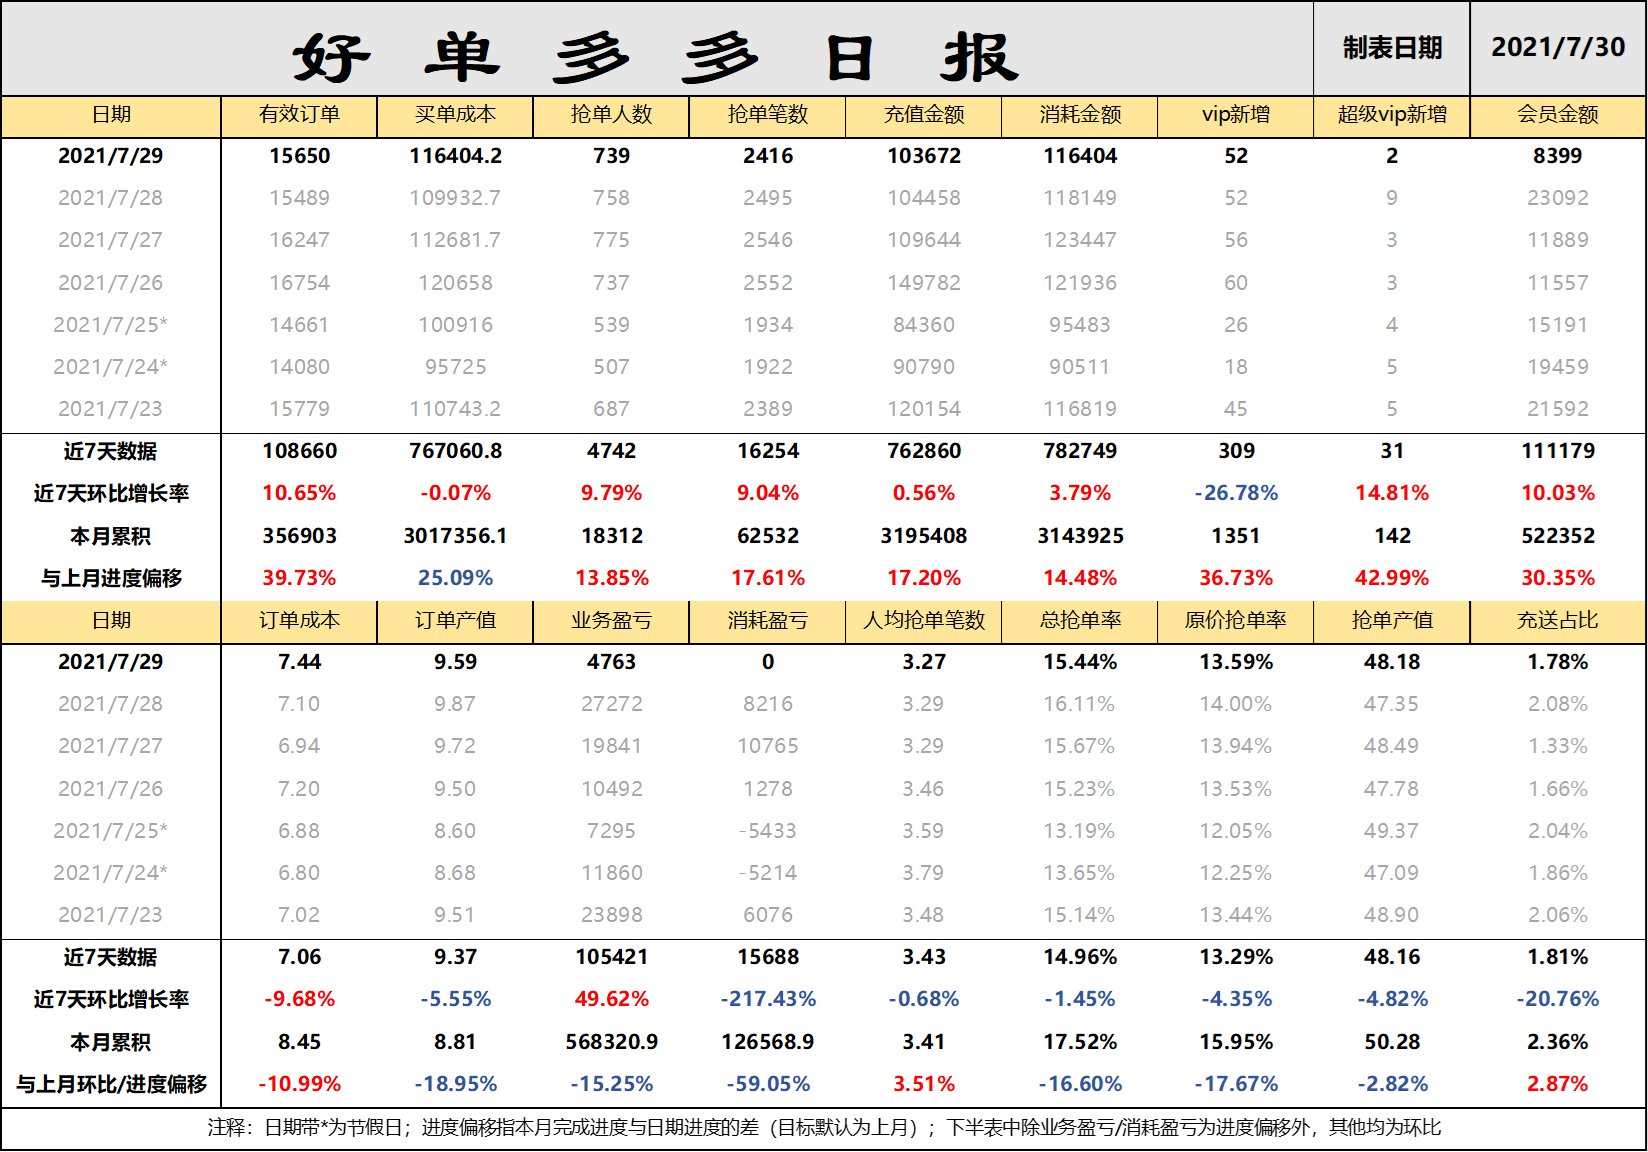 好单多多日报 制表日期 2021/7/30
日期 有效订单 买单成本 抢单人数 抢单笔数 充值金额 消耗金额 vip新增 超级vip新增 会员金额
2021/7/29 15650 116404.2 739 2416 103672 116404 52 2 8399
2021/7/28 15489 109932.7 758 2495 104458 118149 52 9 23092
2021/7/27 16247 112681.7 775 2546 109644 123447 56 3 11889
2021/7/26 16754 120658 737 2552 149782 121936 60 3 11557
2021/7/25* 14661 100916 539 1934 84360 95483 26 4 15191
2021/7/24* 14080 95725 507 1922 90790 90511 18 5 19459
2021/7/23 15779 110743.2 687 2389 120154 116819 45 5 21592
近7天数据 108660 767060.8 4742 16254 762860 782749 309 31 111179
近7天环比增长率 10.65% -0.07% 9.79% 9.04% 0.56% 3.79% -26.78% 14.81% 10.03%
本月累积 356903 3017356.1 18312 62532 3195408 3143925 1351 142 522352
与上月进度偏移 39.73% 25.09% 13.85% 17.61% 17.20% 14.48% 36.73% 42.99% 30.35%
日期 订单成本 订单产值 业务盈亏 消耗盈亏 人均抢单笔数 总抢单率 原价抢单率 抢单产值 充送占比
2021/7/29 7.44 9.59 4763 0 3.27 15.44% 13.59% 48.18 1.78%
2021/7/28 7.10 9.87 27272 8216 3.29 16.11% 14.00% 47.35 2.08%
2021/7/27 6.94 9.72 19841 10765 3.29 15.67% 13.94% 48.49 1.33%
2021/7/26 7.20 9.50 10492 1278 3.46 15.23% 13.53% 47.78 1.66%
2021/7/25* 6.88 8.60 7295 -5433 3.59 13.19% 12.05% 49.37 2.04%
2021/7/24* 6.80 8.68 11860 -5214 3.79 13.65% 12.25% 47.09 1.86%
2021/7/23 7.02 9.51 23898 6076 3.48 15.14% 13.44% 48.90 2.06%
近7天数据 7.06 9.37 105421 15688 3.43 14.96% 13.29% 48.16 1.81%
近7天环比增长率 -9.68% -5.55% 49.62% -217.43% -0.68% -1.45% -4.35% -4.82% -20.76%
本月累积 8.45 8.81 568320.9 126568.9 3.41 17.52% 15.95% 50.28 2.36%
与上月环比/进度偏移 -10.99% -18.95% -15.25% -59.05% 3.51% -16.60% -17.67% -2.82% 2.87%
注释：日期带*为节假日；进度偏移指本月完成进度与日期进度的差（目标默认为上月）；下半表中除业务盈亏/消耗盈亏为进度偏移外，其他均为环比